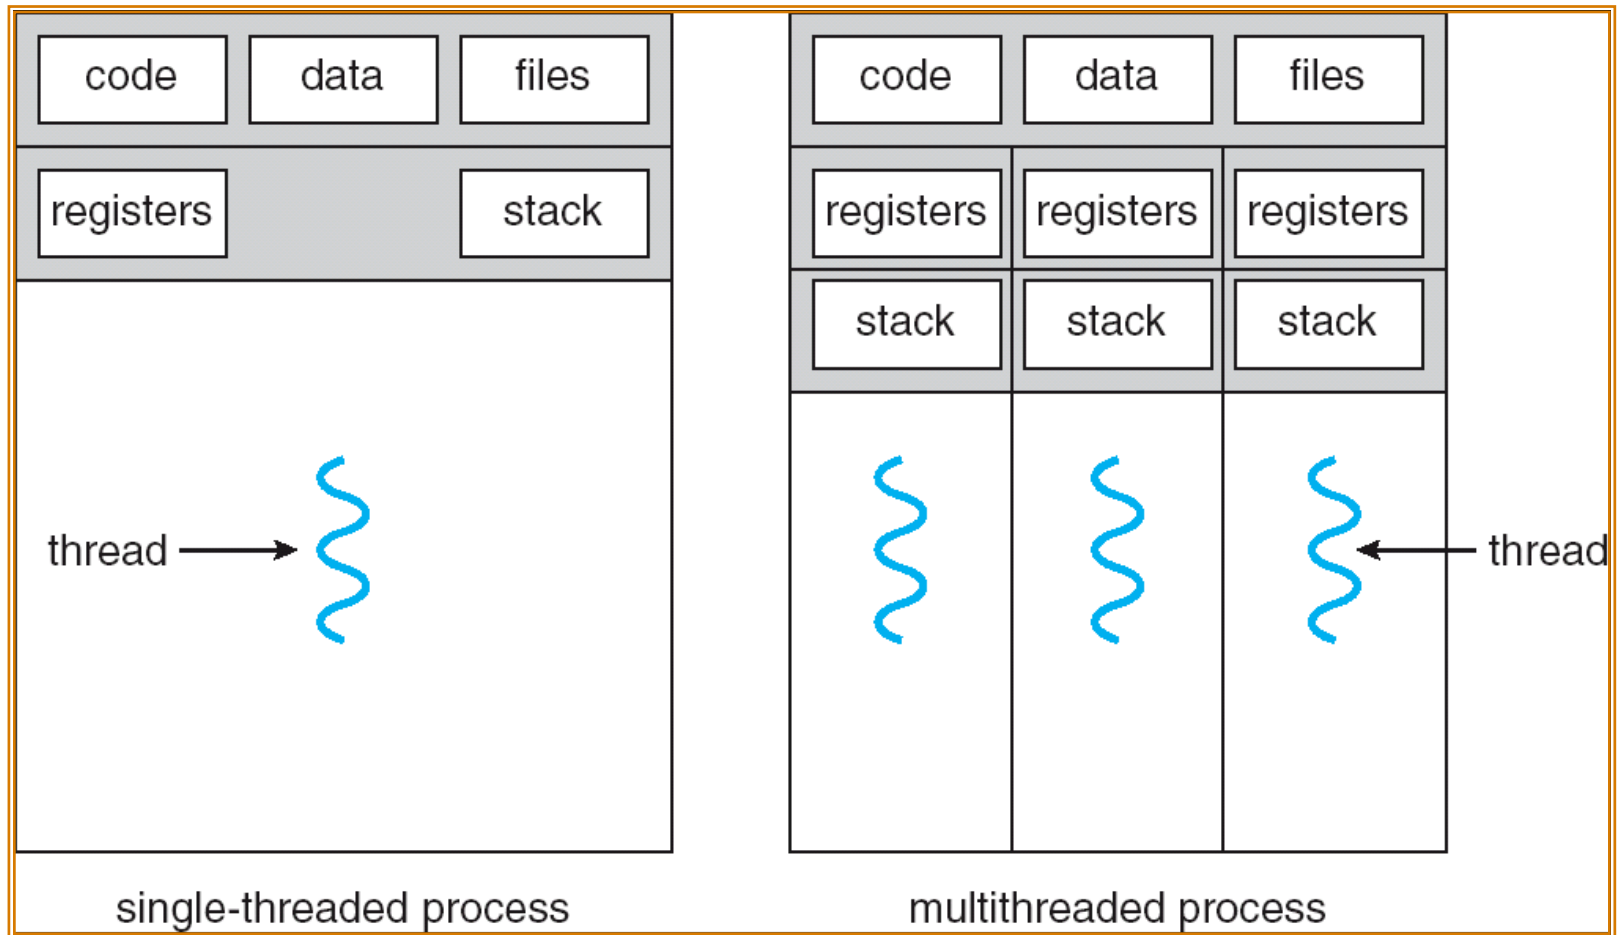 code data files
registers stack
thread
single-threaded process
code data files
registers registers registers
stack stack stack
thread
multithreaded process